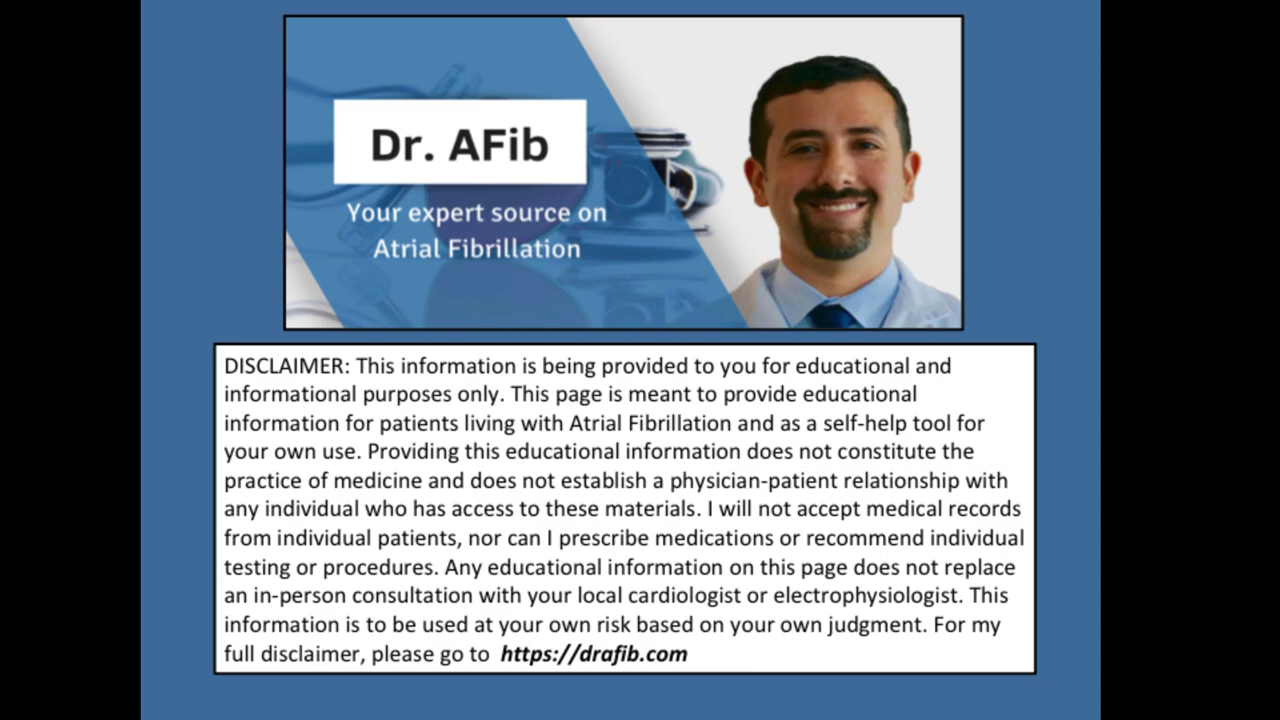 Dr. AFib
Your expert source on
Atrial Fibrillation
DISCLAIMER: This information is being provided to you for educational and
informational purposes only. This page is meant to provide educational
information for patients living with Atrial Fibrillation and as a self-help tool for
your own use. Providing this educational information does not constitute the
practice of medicine and does not establish a physician-patient relationship with
any individual who has access to these materials. I will not accept medical records
from individual patients, nor can I prescribe medications or recommend individual
testing or procedures. Any educational information on this page does not replace
an in-person consultation with your local cardiologist or electrophysiologist. This
information is to be used at your own risk based on your own judgment. For my
full disclaimer, please go to https://drafib.com